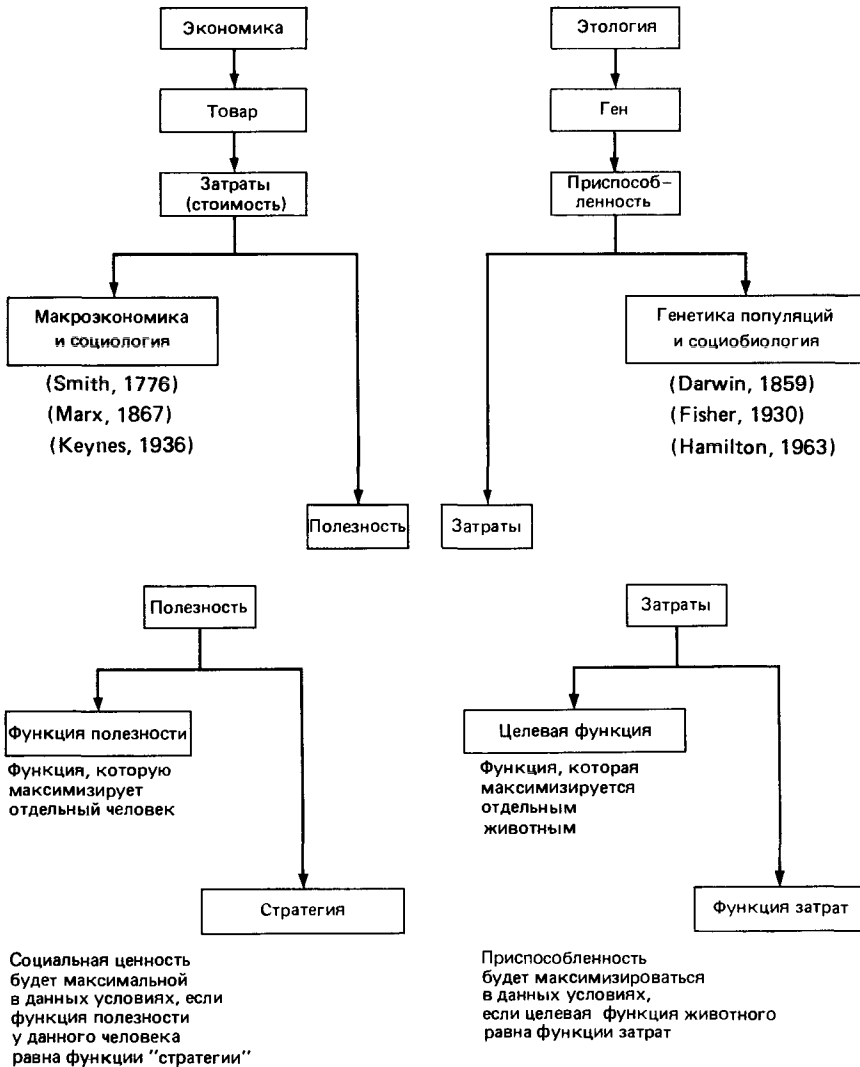 Экономика
Этология
Товар
Ген
Затраты
(стоимость)
Приспособ-
ленность
Макроэкономика
и социология
Генетика популяций
и социобиология
(Smith, 1776)
(Marx, 1867)
(Keynes, 1936)
(Darwin, 1859)
(Fisher, 1930)
(Hamilton, 1963)
Полезность
Затраты
Полезность
Затраты
Функция полезности
Функция, которую
максимизирует
отдельный человек
Целевая функция
Функция, которая
максимизируется
отдельным
животным
Стратегия
Функция затрат
Социальная ценность
будет максимальной
в данных условиях, если
функция полезности
у данного человека
равна функции "стратегии"
Приспособленность
будет максимизироваться
в данных условиях,
если целевая функция животного
равна функции затрат